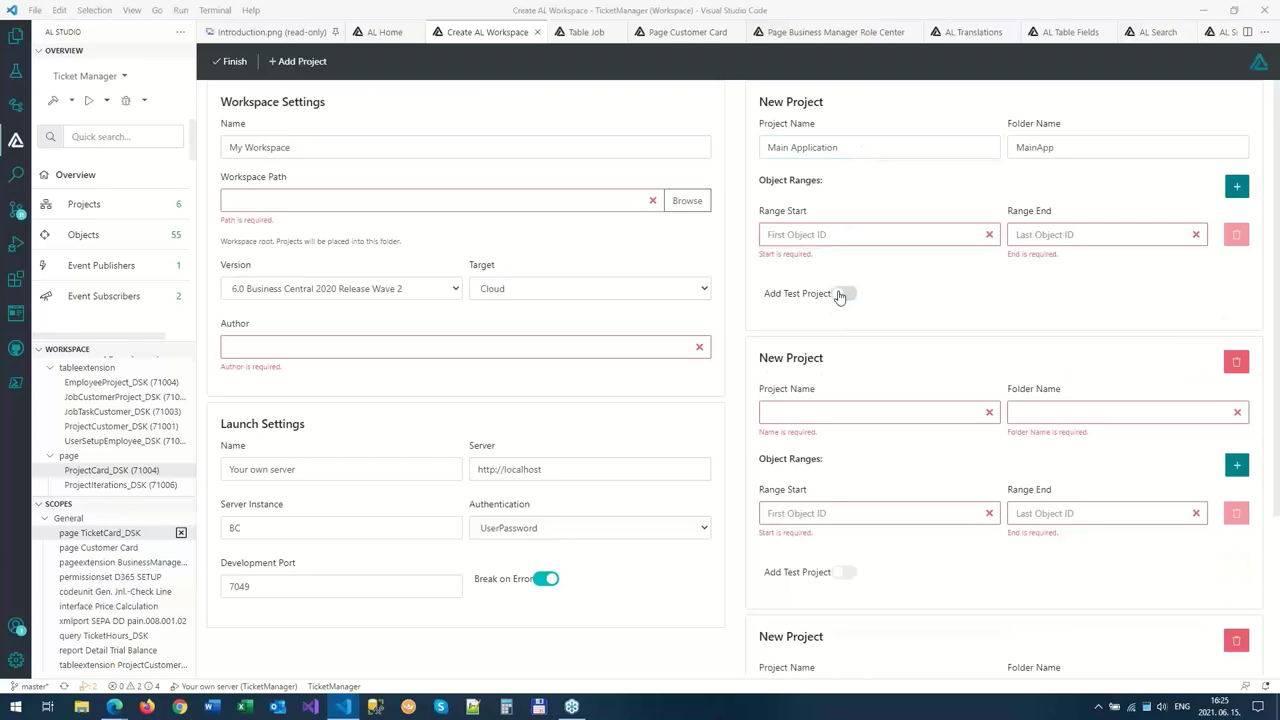 File Edit Selection View Go Run Terminal Help
Create AL Workspace - TicketManager (Workspace) - Visual Studio Code
AL STUDIO
introduction.png (read-only)
AL Home
Create AL Workspace
Table Job
Page Customer Card
Page Business Manager Role Center
AL Translations
AL Table Fields
AL Search
OVERVIEW
Ticket Manager
Quick search...
Overview
Projects 6
Objects 55
Event Publishers 1
Event Subscribers 2
WORKSPACE
tableextension
EmployeeProject_DSK (71004)
JobCustomerProject_DSK (710...
JobTaskCustomer_DSK (71003)
ProjectCustomer_DSK (71001)
UserSetupEmployee_DSK (710...
page
ProjectCard_DSK (71004)
ProjectIterations_DSK (71006)
SCOPES
General
page TicketCard_DSK
page Customer Card
pageextension BusinessManage...
permissionset D365 SETUP
codeunit Gen. Jnl.-Check Line
interface Price Calculation
xmlport SEPA DD pain.008.001.02
query TicketHours_DSK
report Detail Trial Balance
tableextension ProjectCustomer...
Finish
+ Add Project
Workspace Settings
Name
My Workspace
Workspace Path
Browse
Path is required.
Workspace root. Projects will be placed into this folder.
Version Target
6.0 Business Central 2020 Release Wave 2 Cloud
Author
Author is required.
Launch Settings
Name Server
Your own server http://localhost
Server Instance Authentication
BC UserPassword
Development Port
7049
Break on Error
New Project
Project Name Folder Name
Main Application MainApp
Object Ranges:
Range Start Range End
First Object ID Last Object ID
Start is required. End is required.
Add Test Project
New Project
Project Name Folder Name
Name is required. Folder Name is required.
Object Ranges:
Range Start Range End
First Object ID Last Object ID
Start is required. End is required.
Add Test Project
New Project
Project Name Folder Name
master* 2 0 2 4 Your own server (TicketManager) TicketManager
ENG
16:25
2021. 06. 15.